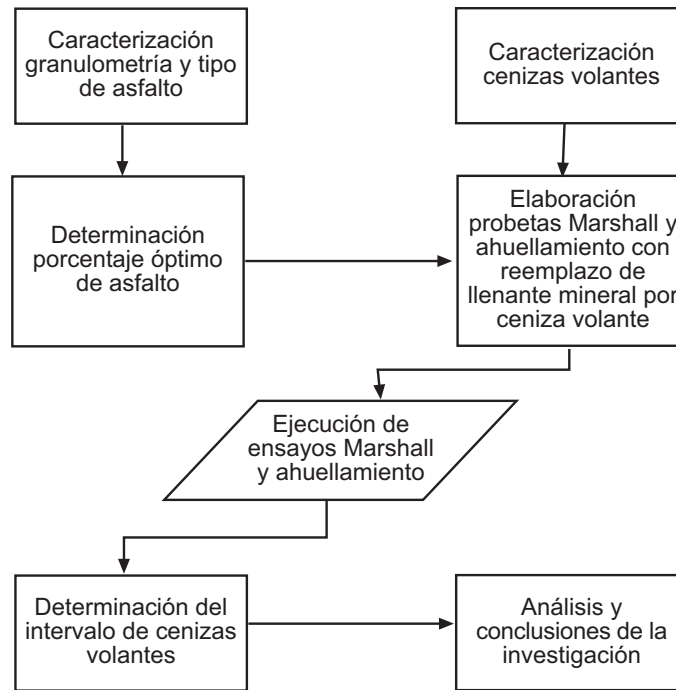 Caracterización
granulometría y tipo
de asfalto
Caracterización
cenizas volantes
Determinación
porcentaje óptimo
de asfalto
Elaboración
probetas Marshall y
ahuellamiento con
reemplazo de
llenante mineral por
ceniza volante
Ejecución de
ensayos Marshall
y ahuellamiento
Determinación del
intervalo de cenizas
volantes
Análisis y
conclusiones de la
investigación